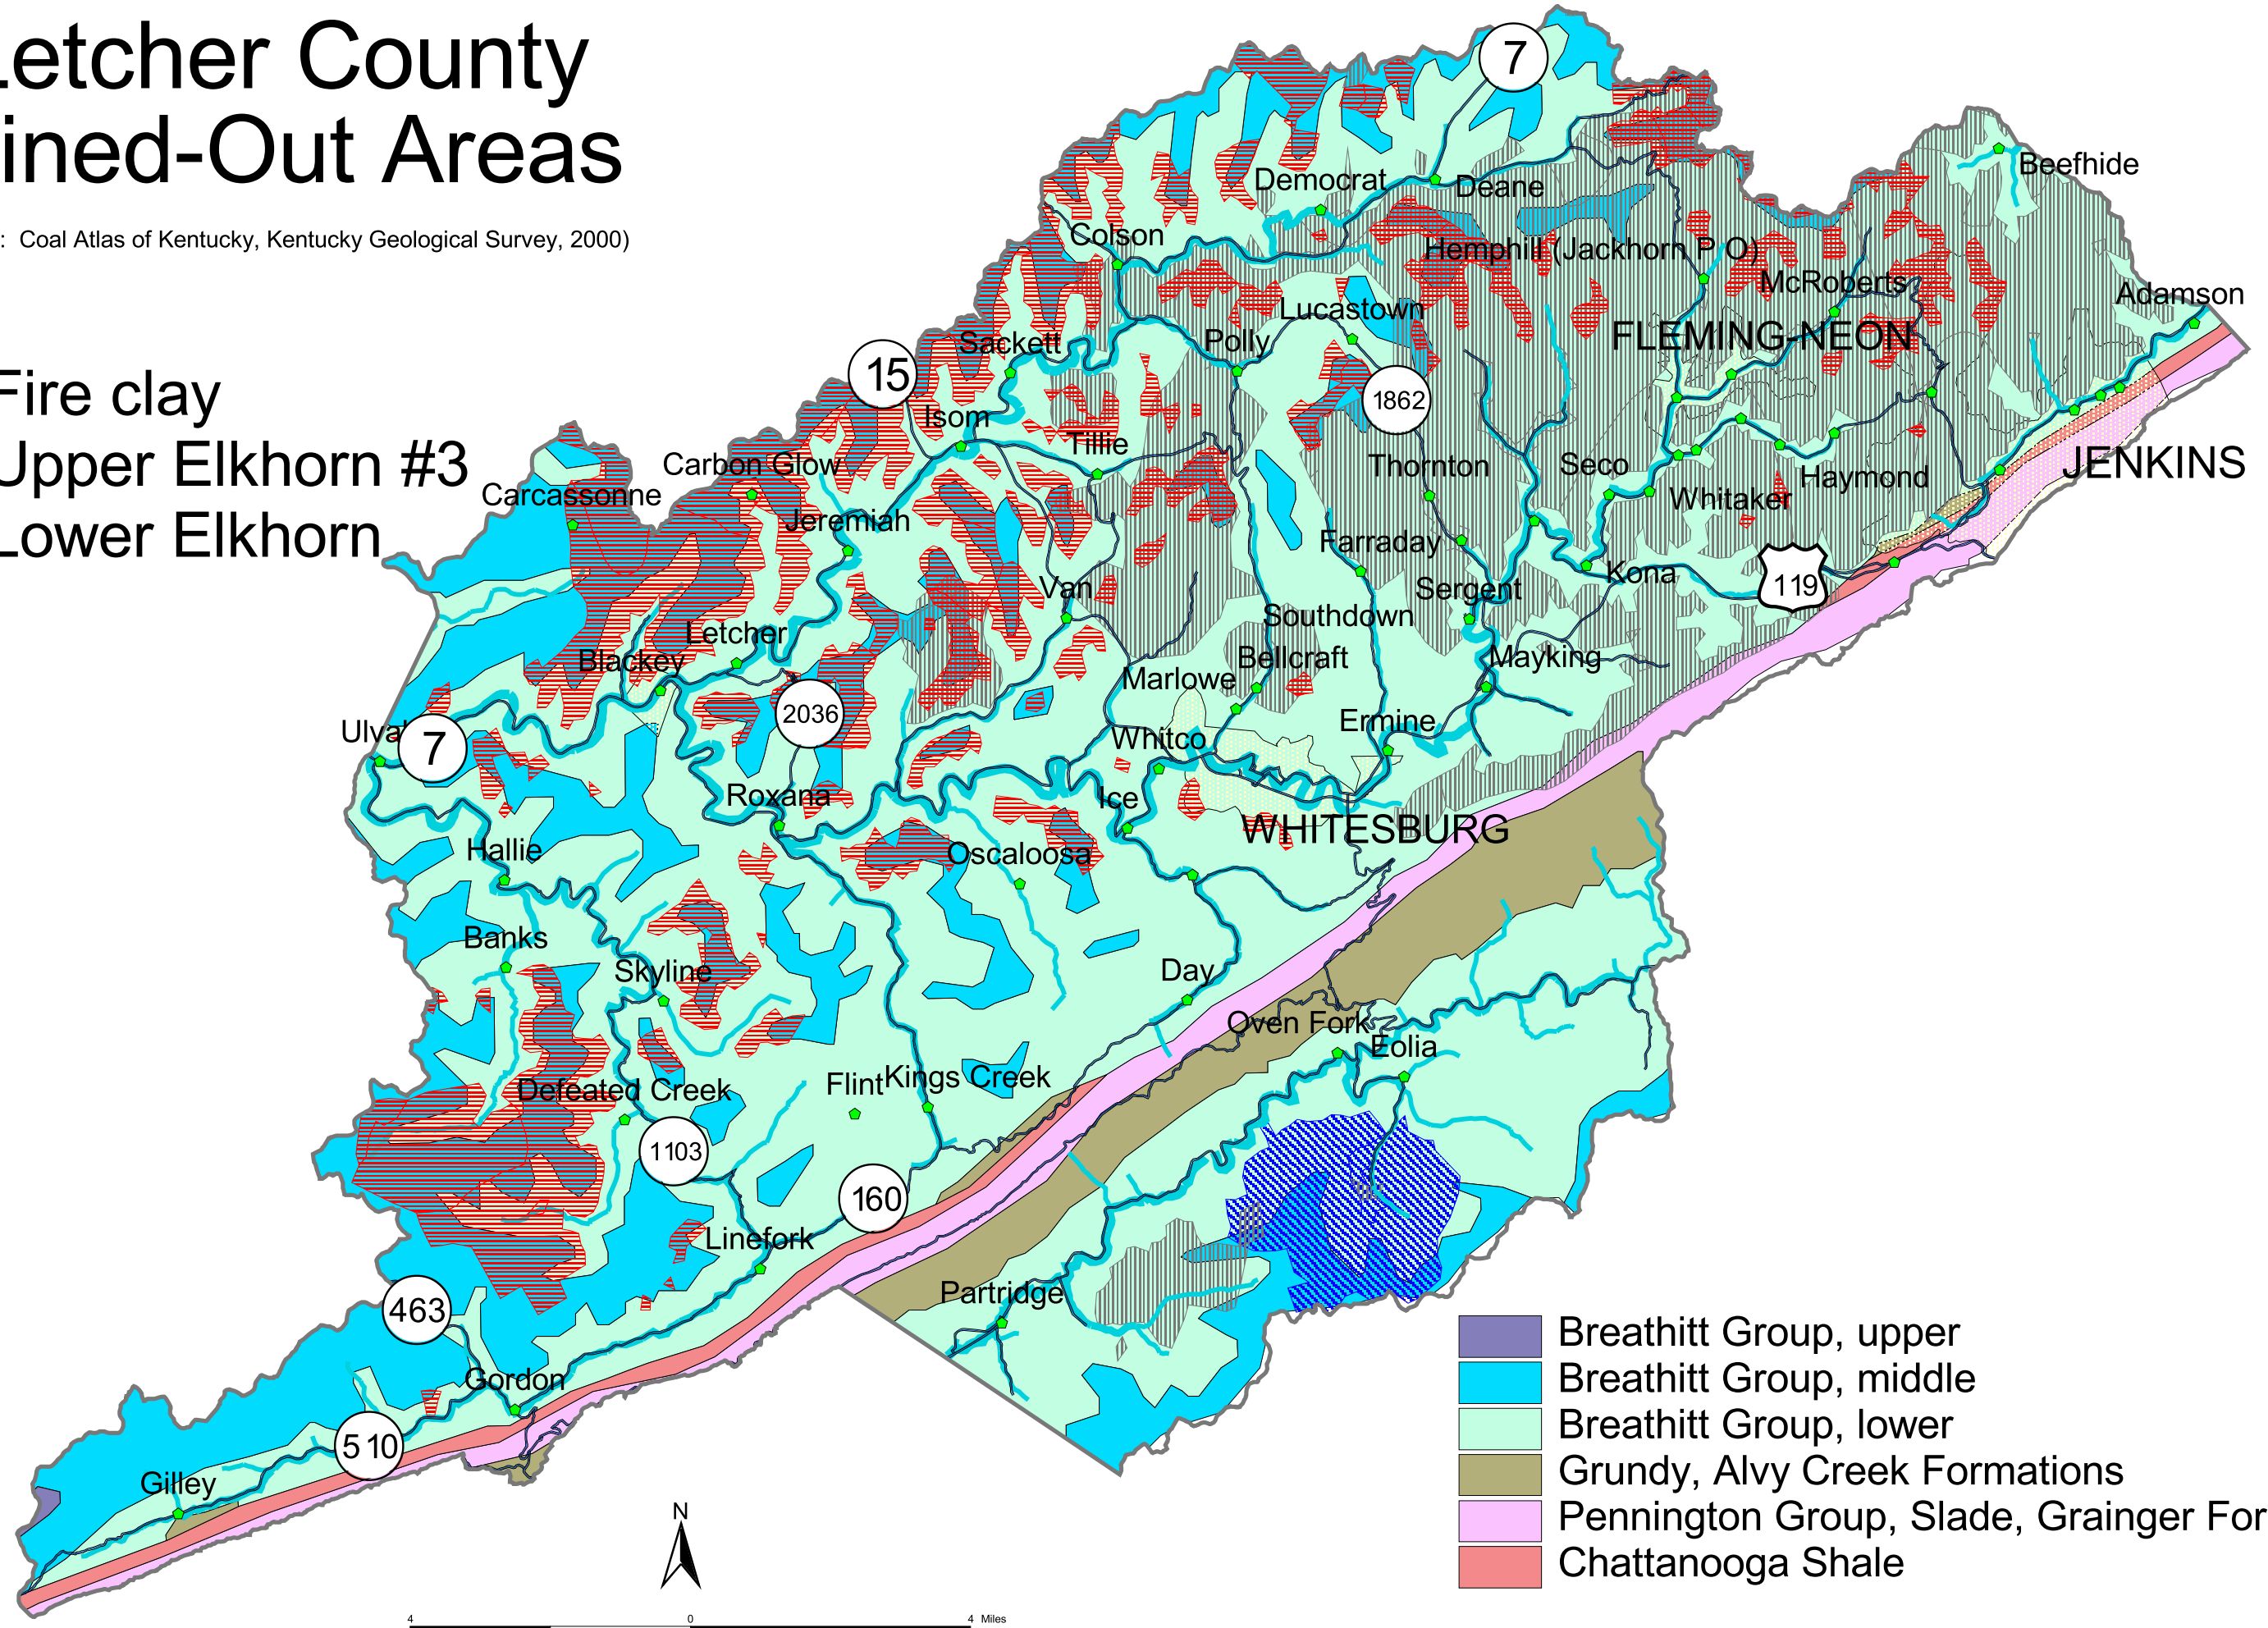 Letcher County
ined-Out Areas
: Coal Atlas of Kentucky, Kentucky Geological Survey, 2000)
Fire clay
Upper Elkhorn #3
Lower Elkhorn
7
Beefhide
Democrat
Deane
Colson
Hemphill (Jackhorn P O)
McRoberts
Adamson
Lucastown
Sackett
Polly
FLEMING-NEON
15
1862
Isom
Tillie
Carbon Glow
Thornton
Seco
JENKINS
Carcassonne
Whitaker
Haymond
Jeremiah
Farraday
Van
Sergent
Kona
119
Southdown
Letcher
Blackey
Bellcraft
Mayking
Marlowe
2036
Ermine
Ulvah
7
Whitco
Roxana
Ice
WHITESBURG
Hallie
Oscaloosa
Banks
Skyline
Day
Oven Fork
Eolia
Defeated Creek
Flint
Kings Creek
1103
160
Linefork
Partridge
463
Gordon
510
Gilley
Breathitt Group, upper
Breathitt Group, middle
Breathitt Group, lower
Grundy, Alvy Creek Formations
Pennington Group, Slade, Grainger For
Chattanooga Shale
N
4 0 4 Miles